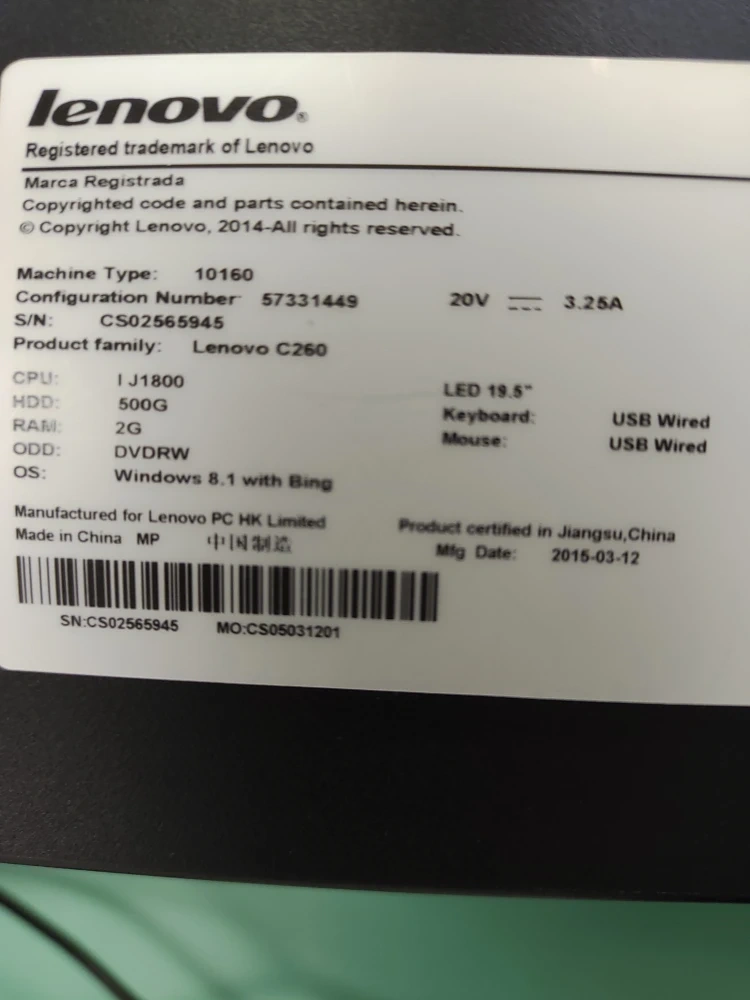 lenovo®
Registered trademark of Lenovo
Marca Registrada
Copyrighted code and parts contained herein.
© Copyright Lenovo, 2014-All rights reserved.
Machine Type: 10160
Configuration Number 57331449 20V 3.25A
S/N: CS02565945
Product family: Lenovo C260
CPU: I J1800 LED 19.5"
HDD: 500G Keyboard: USB Wired
RAM: 2G Mouse: USB Wired
ODD: DVDRW
OS: Windows 8.1 with Bing
Manufactured for Lenovo PC HK Limited Product certified in Jiangsu,China
Made in China MP 中国制造 Mfg Date: 2015-03-12
SN:CS02565945 MO:CS05031201